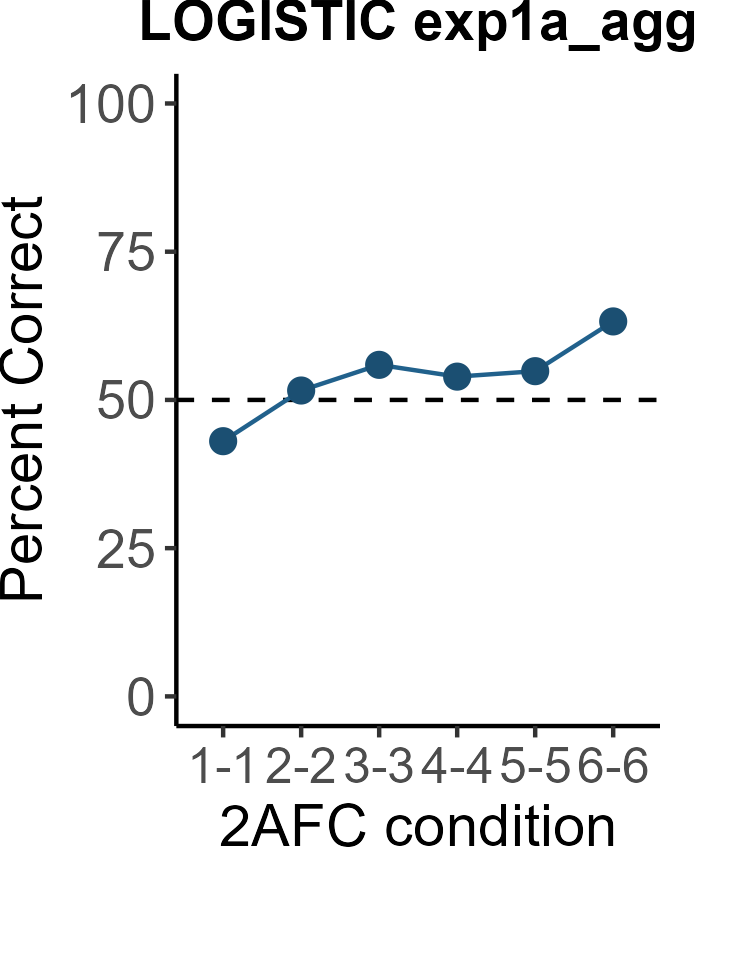 LOGISTIC exp1a_agg
Percent Correct
100
75
50
25
0
1-1 2-2 3-3 4-4 5-5 6-6
2AFC condition